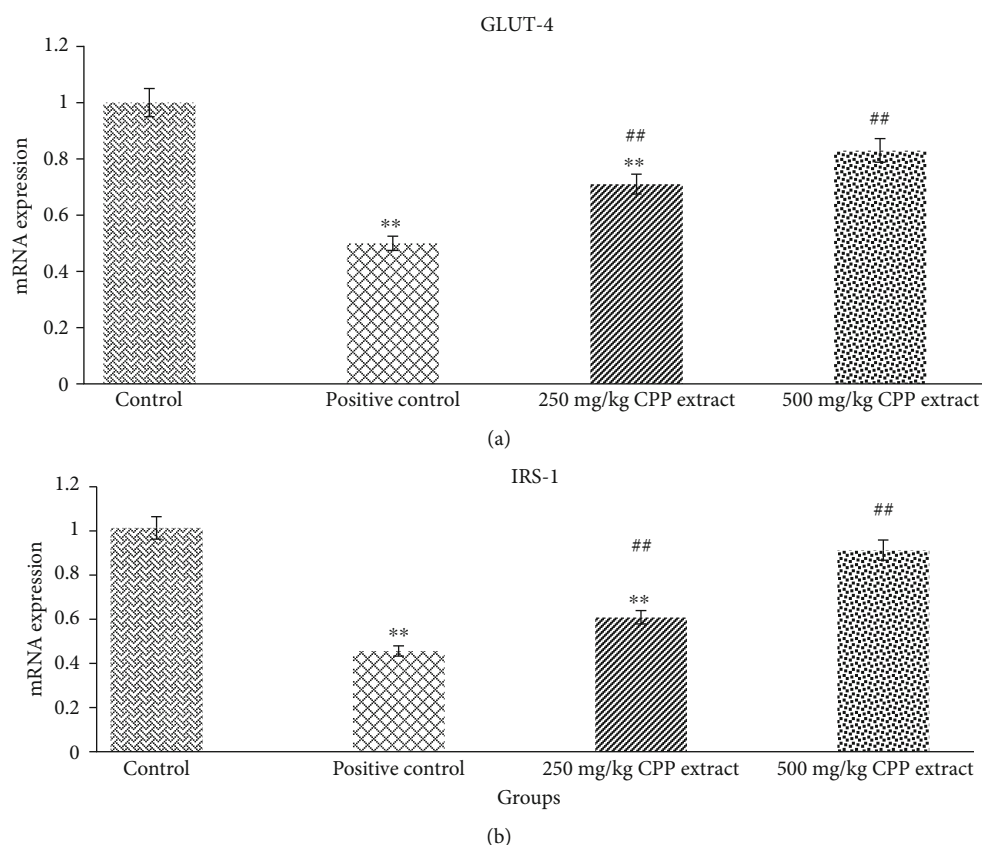 GLUT-4
1.2
1
0.8
0.6
0.4
0.2
0
mRNA expression
**
##
**
##
Control
Positive control
250 mg/kg CPP extract
500 mg/kg CPP extract
(a)
IRS-1
1.2
1
0.8
0.6
0.4
0.2
0
mRNA expression
**
##
**
##
Control
Positive control
250 mg/kg CPP extract
500 mg/kg CPP extract
Groups
(b)